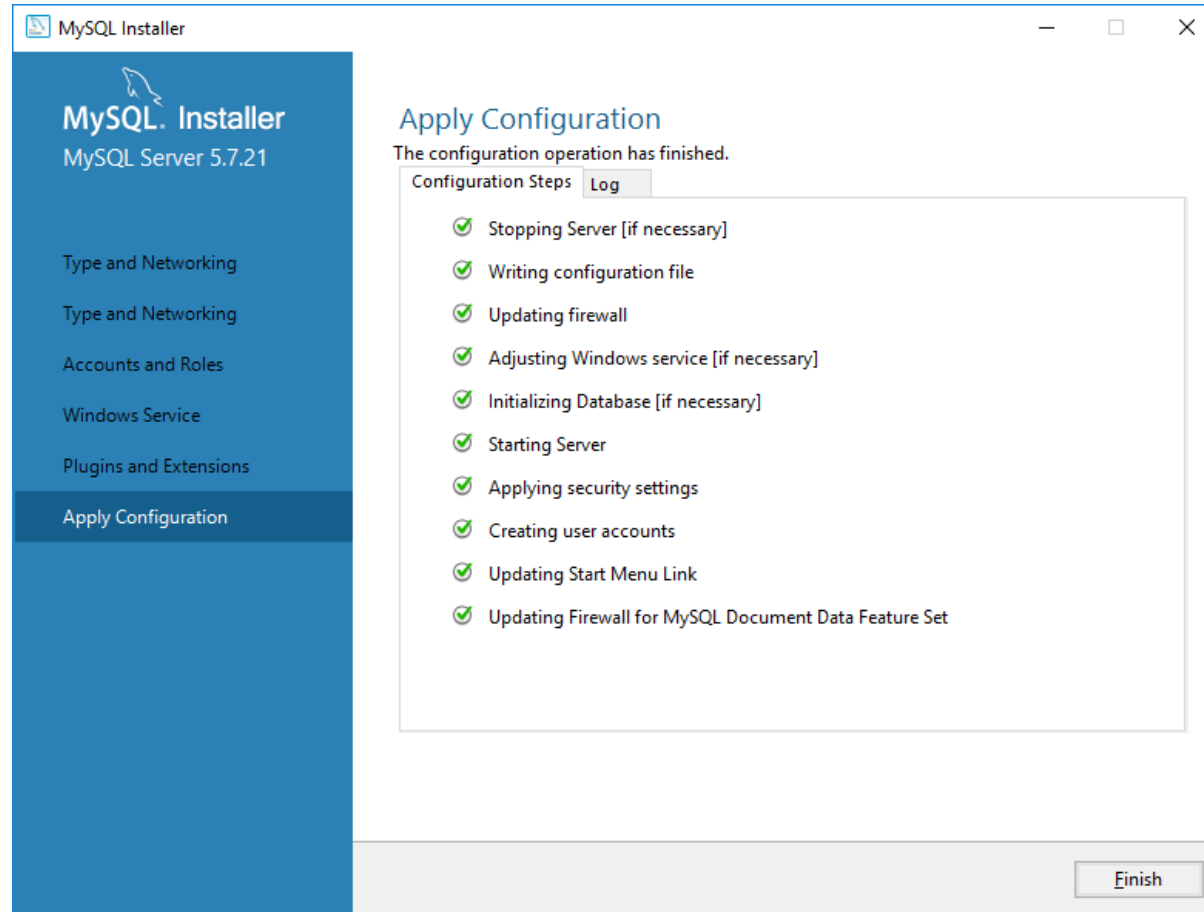 MySQL Installer
MySQL. Installer
MySQL Server 5.7.21
Type and Networking
Type and Networking
Accounts and Roles
Windows Service
Plugins and Extensions
Apply Configuration
Apply Configuration
The configuration operation has finished.
Configuration Steps Log
Stopping Server [if necessary]
Writing configuration file
Updating firewall
Adjusting Windows service [if necessary]
Initializing Database [if necessary]
Starting Server
Applying security settings
Creating user accounts
Updating Start Menu Link
Updating Firewall for MySQL Document Data Feature Set
Finish